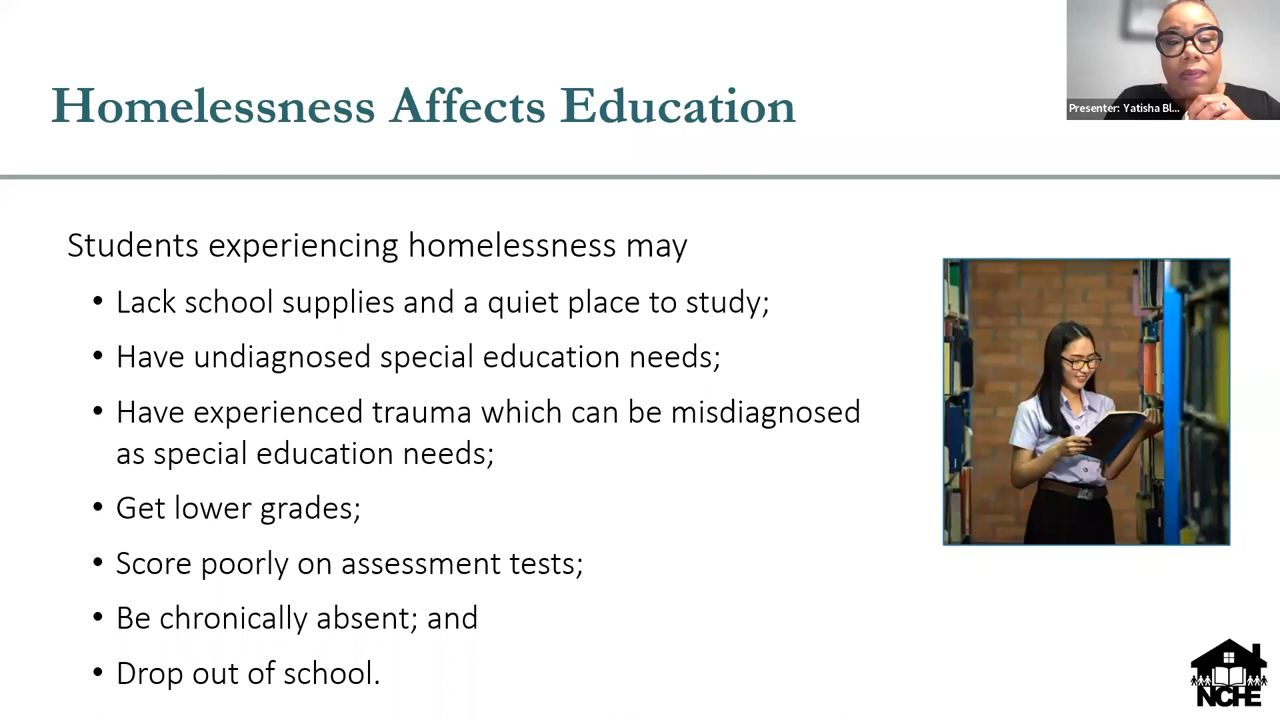 Homelessness Affects Education
Presenter: Yatisha Bl...
Students experiencing homelessness may
• Lack school supplies and a quiet place to study;
• Have undiagnosed special education needs;
• Have experienced trauma which can be misdiagnosed
as special education needs;
• Get lower grades;
• Score poorly on assessment tests;
• Be chronically absent; and
• Drop out of school.
NCHE